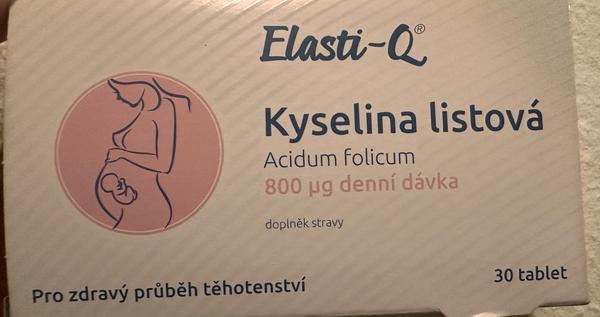 Elasti-Q®
Kyselina listová
Acidum folicum
800 µg denní dávka
doplněk stravy
Pro zdravý průběh těhotenství
30 tablet